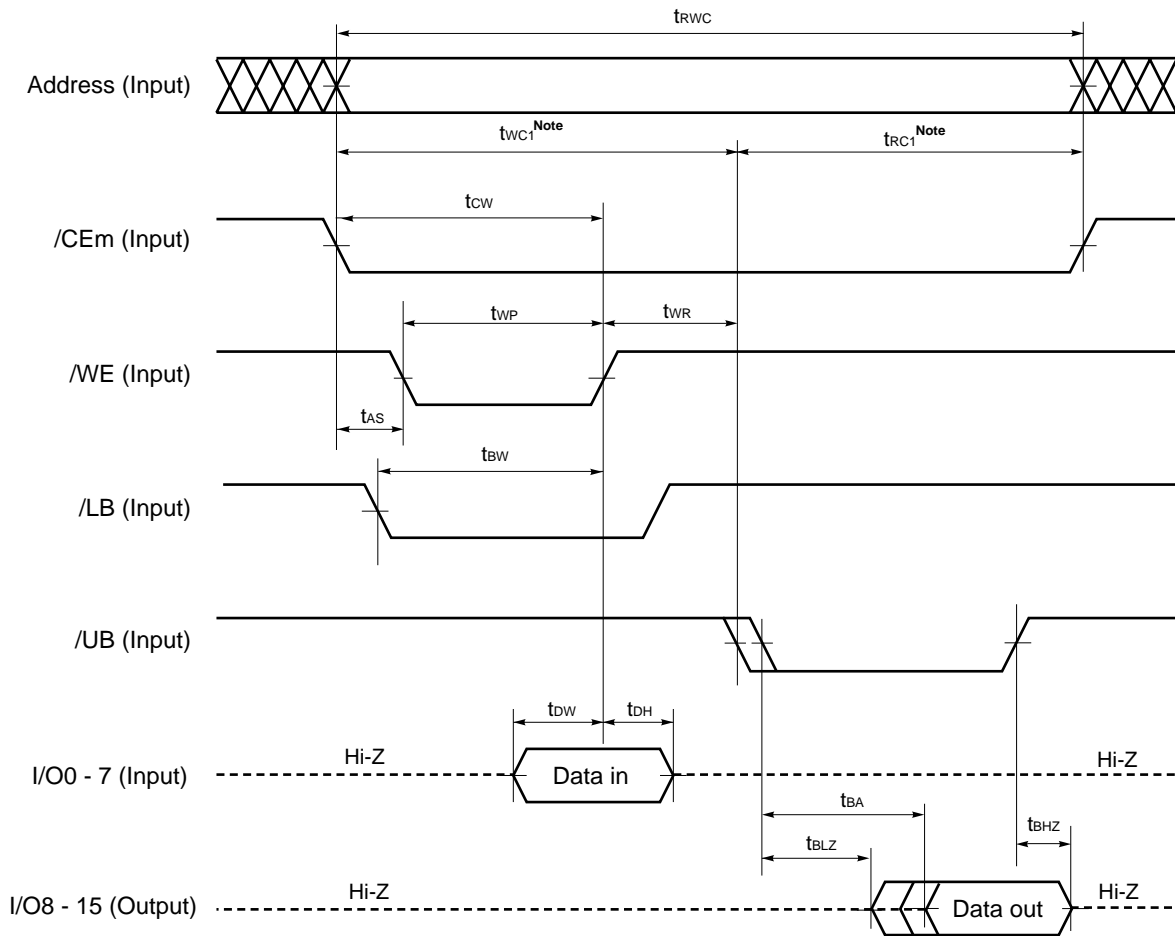 tRWC
Address (Input)
tWC1Note
tRC1Note
tCW
/CEm (Input)
tWP
tWR
/WE (Input)
tAS
tBW
/LB (Input)
/UB (Input)
tDW
tDH
Hi-Z
Hi-Z
I/O0 - 7 (Input)
Data in
tBA
tBHZ
tBLZ
Hi-Z
Hi-Z
I/O8 - 15 (Output)
Data out